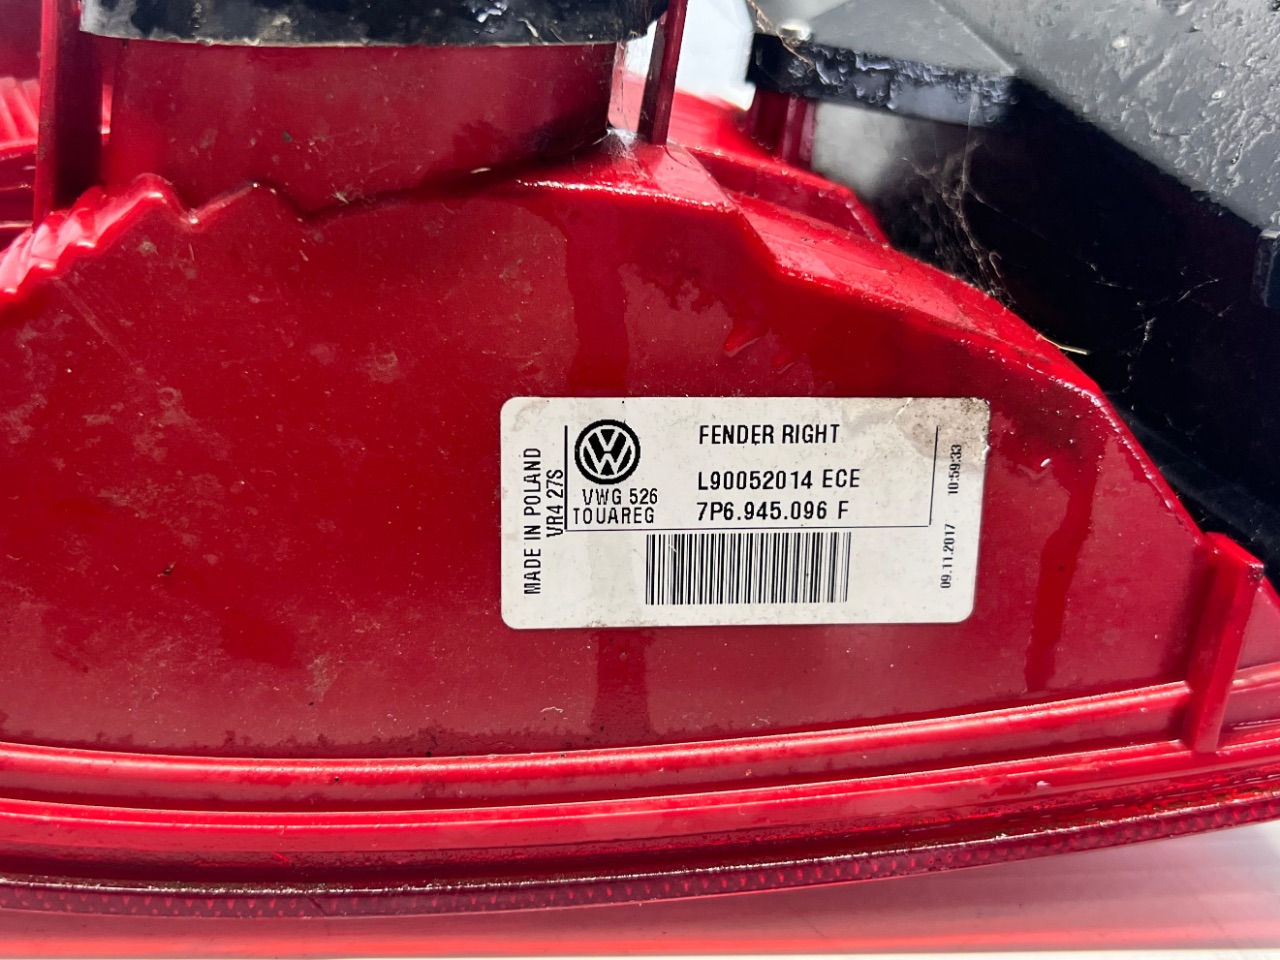 FENDER RIGHT
L90052014 ECE
7P6.945.096 F
VWG 526
TOUAREG
MADE IN POLAND
VR4 27S
09.11.2017 10:59:33